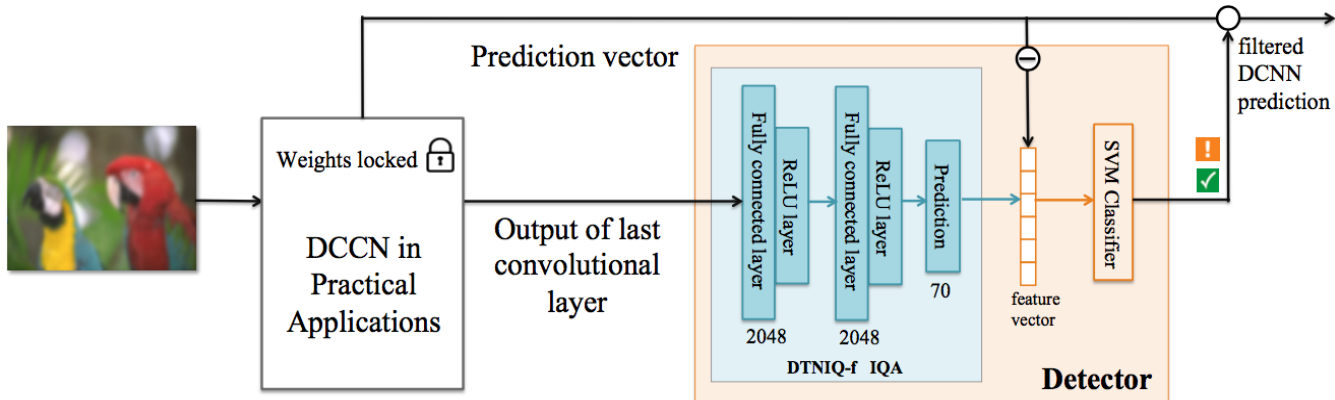 Prediction vector
filtered
DCNN
prediction
Weights locked
DCCN in
Practical
Applications
Output of last
convolutional
layer
Fully connected layer
ReLU layer
Fully connected layer
ReLU layer
Prediction
2048
2048
70
DTNIQ-f IQA
feature
vector
SVM Classifier
Detector